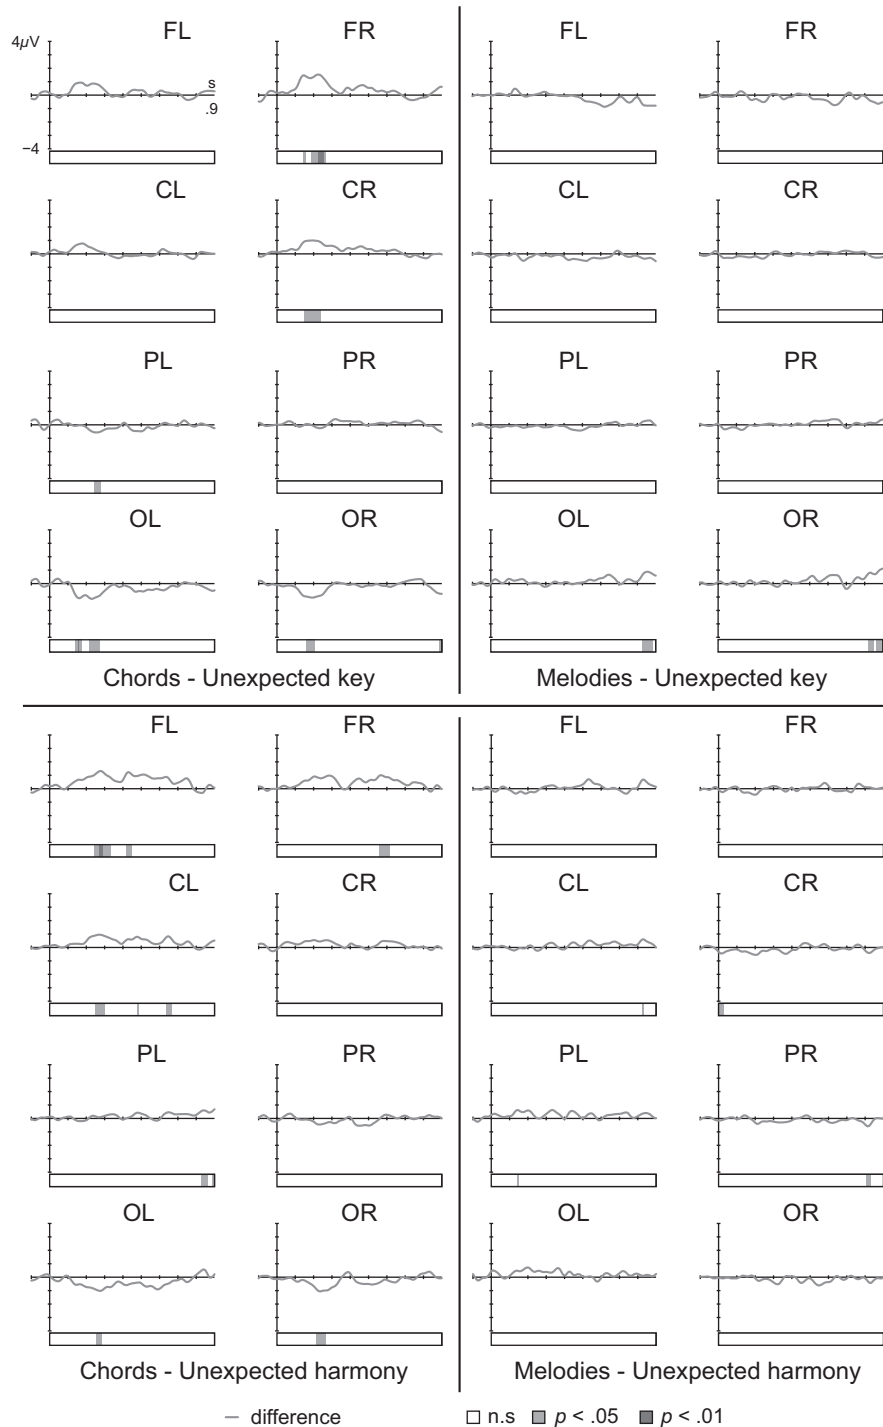 FL FR FL FR
4µV
s
.9
−4
CL CR CL CR
PL PR PL PR
OL OR OL OR
Chords - Unexpected key Melodies - Unexpected key
FL FR FL FR
CL CR CL CR
PL PR PL PR
OL OR OL OR
Chords - Unexpected harmony Melodies - Unexpected harmony
difference n.s p < .05 p < .01